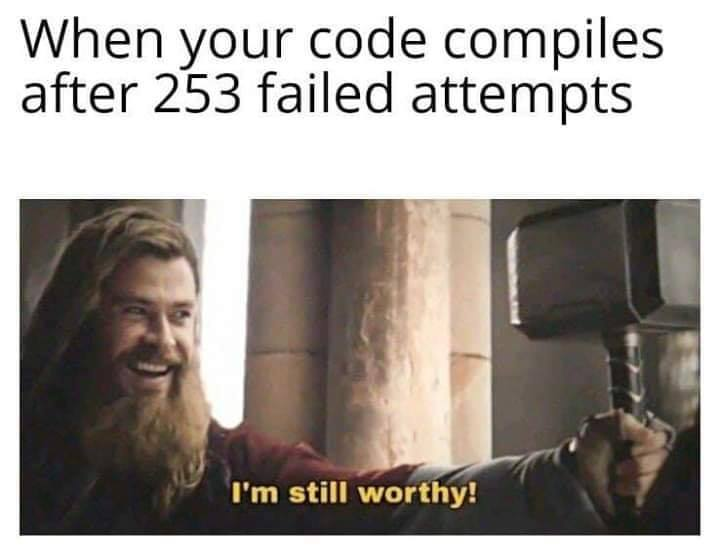 When your code compiles
after 253 failed attempts
I'm still worthy!